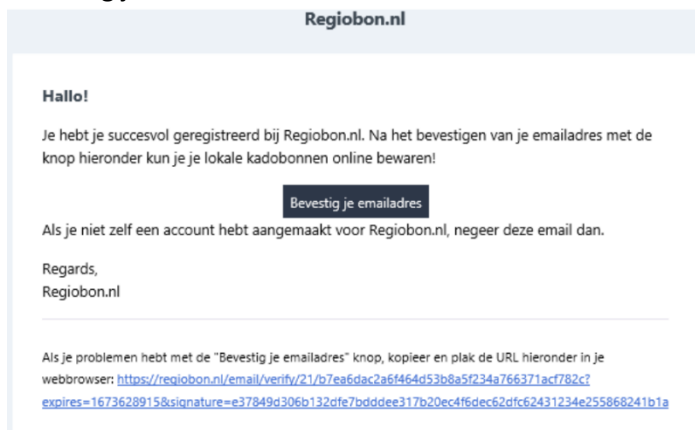 Regiobon.nl
Hallo!
Je hebt je succesvol geregistreerd bij Regiobon.nl. Na het bevestigen van je emailadres met de
knop hieronder kun je je lokale kadobonnen online bewaren!
Bevestig je emailadres
Als je niet zelf een account hebt aangemaakt voor Regiobon.nl, negeer deze email dan.
Regards,
Regiobon.nl
Als je problemen hebt met de "Bevestig je emailadres" knop, kopieer en plak de URL hieronder in je
webbrowser: https://regiobon.nl/email/verify/21/b7ea6dac2a6f464d53b8a5f234a766371acf782c?
expires=1673628915&signature=e37849d306b132dfe7bdddee317b20ec4f6dec62dfc62431234e255868241b1a